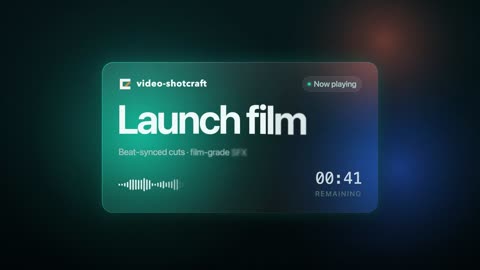 video-shotcraft
Now playing
Launch film
Beat-synced cuts · film-grade SFX
00:41
REMAINING